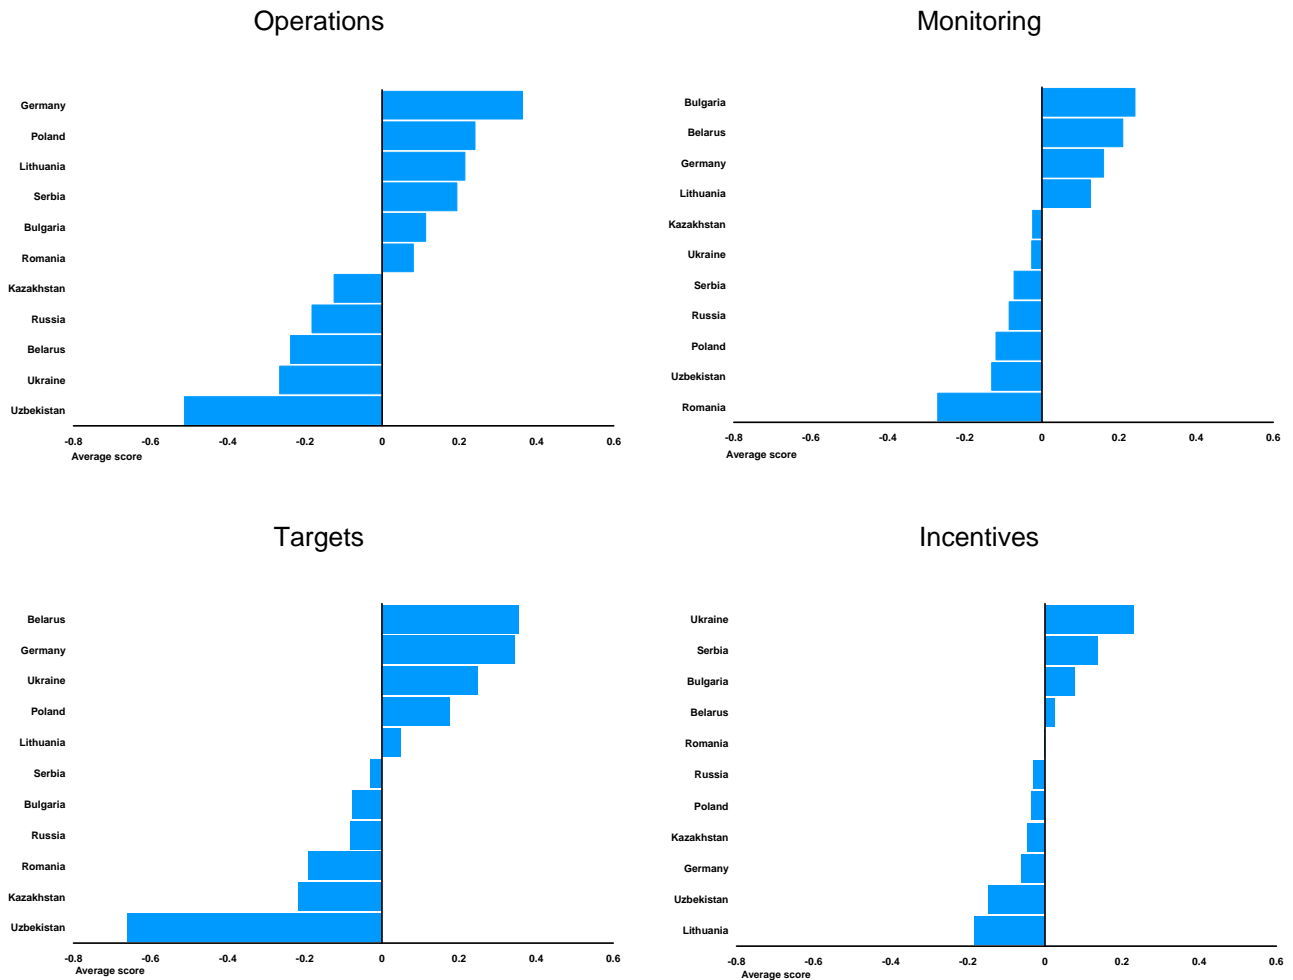 Operations
Germany
Poland
Lithuania
Serbia
Bulgaria
Romania
Kazakhstan
Russia
Belarus
Ukraine
Uzbekistan
-0.8 -0.6 -0.4 -0.2 0 0.2 0.4 0.6
Average score
Monitoring
Bulgaria
Belarus
Germany
Lithuania
Kazakhstan
Ukraine
Serbia
Russia
Poland
Uzbekistan
Romania
-0.8 -0.6 -0.4 -0.2 0 0.2 0.4 0.6
Average score
Targets
Belarus
Germany
Ukraine
Poland
Lithuania
Serbia
Bulgaria
Russia
Romania
Kazakhstan
Uzbekistan
-0.8 -0.6 -0.4 -0.2 0 0.2 0.4 0.6
Average score
Incentives
Ukraine
Serbia
Bulgaria
Belarus
Romania
Russia
Poland
Kazakhstan
Germany
Uzbekistan
Lithuania
-0.8 -0.6 -0.4 -0.2 0 0.2 0.4 0.6
Average score